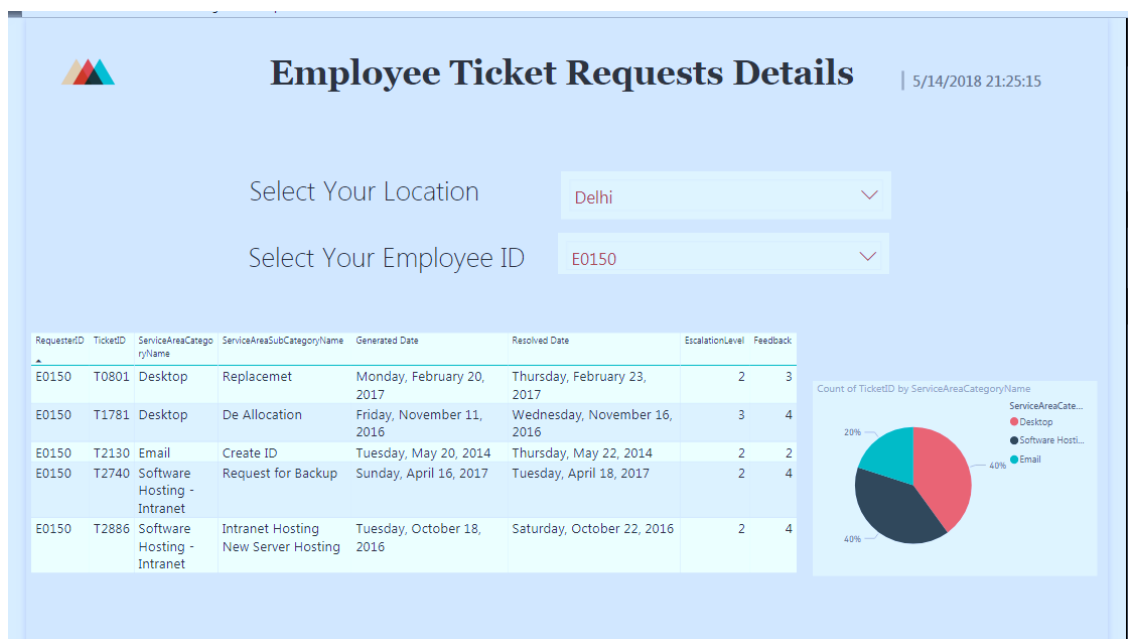 Employee Ticket Requests Details
5/14/2018 21:25:15
Select Your Location
Delhi
Select Your Employee ID
E0150
RequesterID TicketID ServiceAreaCatego ServiceAreaSubCategoryName Generated Date Resolved Date EscalationLevel Feedback
ryName
E0150 T0801 Desktop Replacemet Monday, February 20, Thursday, February 23, 2 3
2017 2017
E0150 T1781 Desktop De Allocation Friday, November 11, Wednesday, November 16, 3 4
2016 2016
E0150 T2130 Email Create ID Tuesday, May 20, 2014 Thursday, May 22, 2014 2 2
E0150 T2740 Software Request for Backup Sunday, April 16, 2017 Tuesday, April 18, 2017 2 4
Hosting -
Intranet
E0150 T2886 Software Intranet Hosting Tuesday, October 18, Saturday, October 22, 2016 2 4
Hosting - New Server Hosting 2016
Intranet
Count of TicketID by ServiceAreaCategoryName
ServiceAreaCate...
Desktop
Software Hosti...
Email
20%
40%
40%